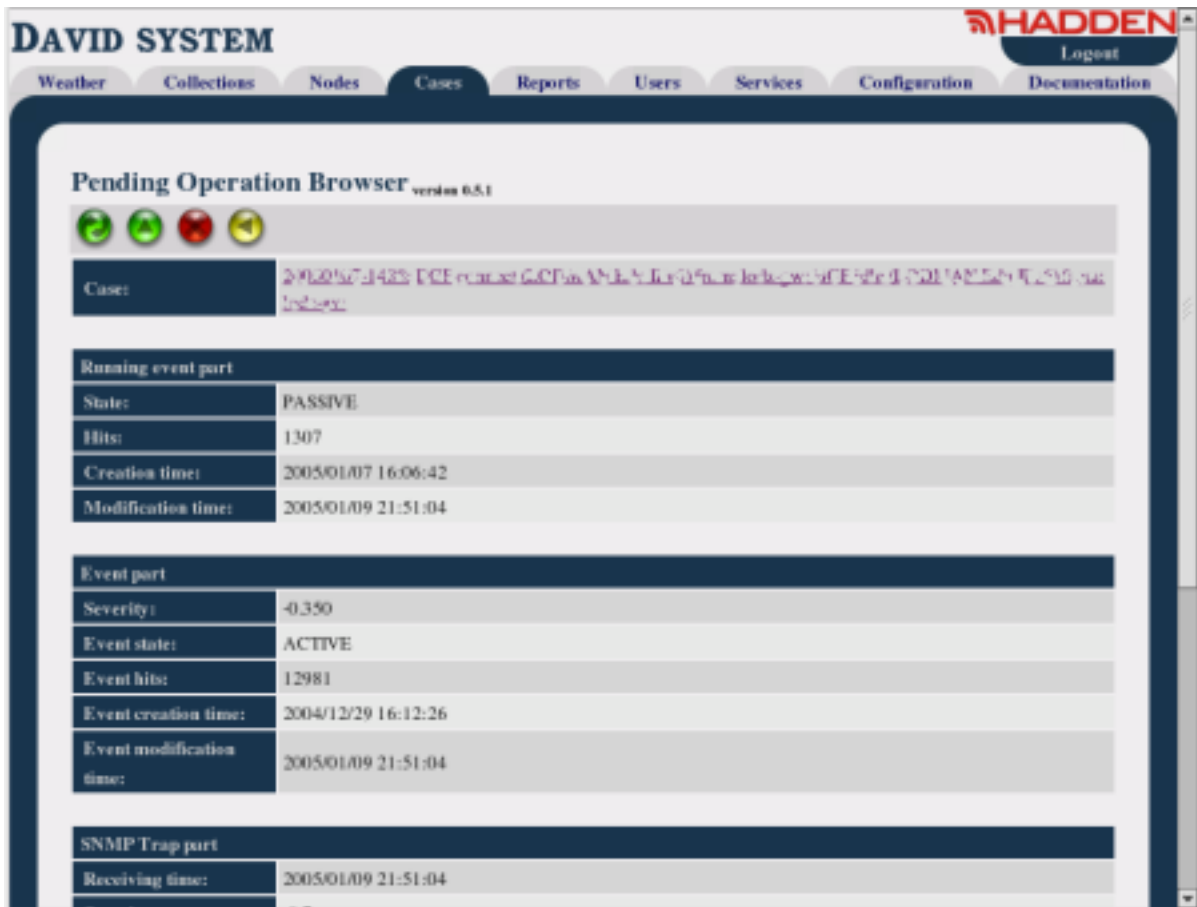 DAVID SYSTEM
HADDEN
Logout
Weather Collections Nodes Cases Reports Users Services Configuration Documentation
Pending Operation Browser version 0.5.1
Case:
Running event part
State: PASSIVE
Hits: 1307
Creation time: 2005/01/07 16:06:42
Modification time: 2005/01/09 21:51:04
Event part
Severity: -0.350
Event state: ACTIVE
Event hits: 12981
Event creation time: 2004/12/29 16:12:26
Event modification
time: 2005/01/09 21:51:04
SNMP Trap part
Receiving time: 2005/01/09 21:51:04